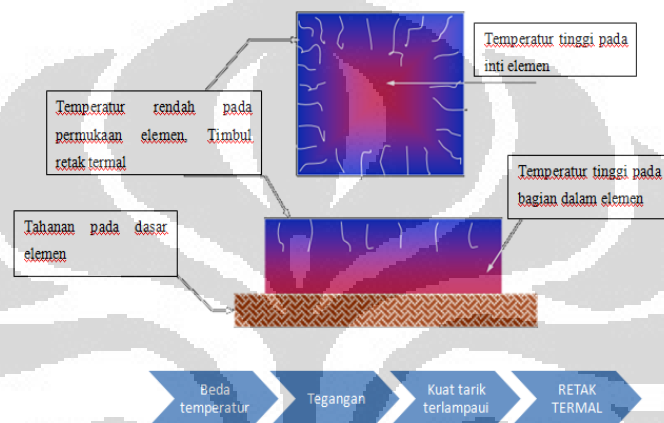 Temperatur tinggi pada
inti elemen
Temperatur rendah pada
permukaan elemen. Timbul
retak termal
Temperatur tinggi pada
bagian dalam elemen
Tahanan pada dasar
elemen
Beda
temperatur
Tegangan
Kuat tarik
terlampaui
RETAK
TERMAL